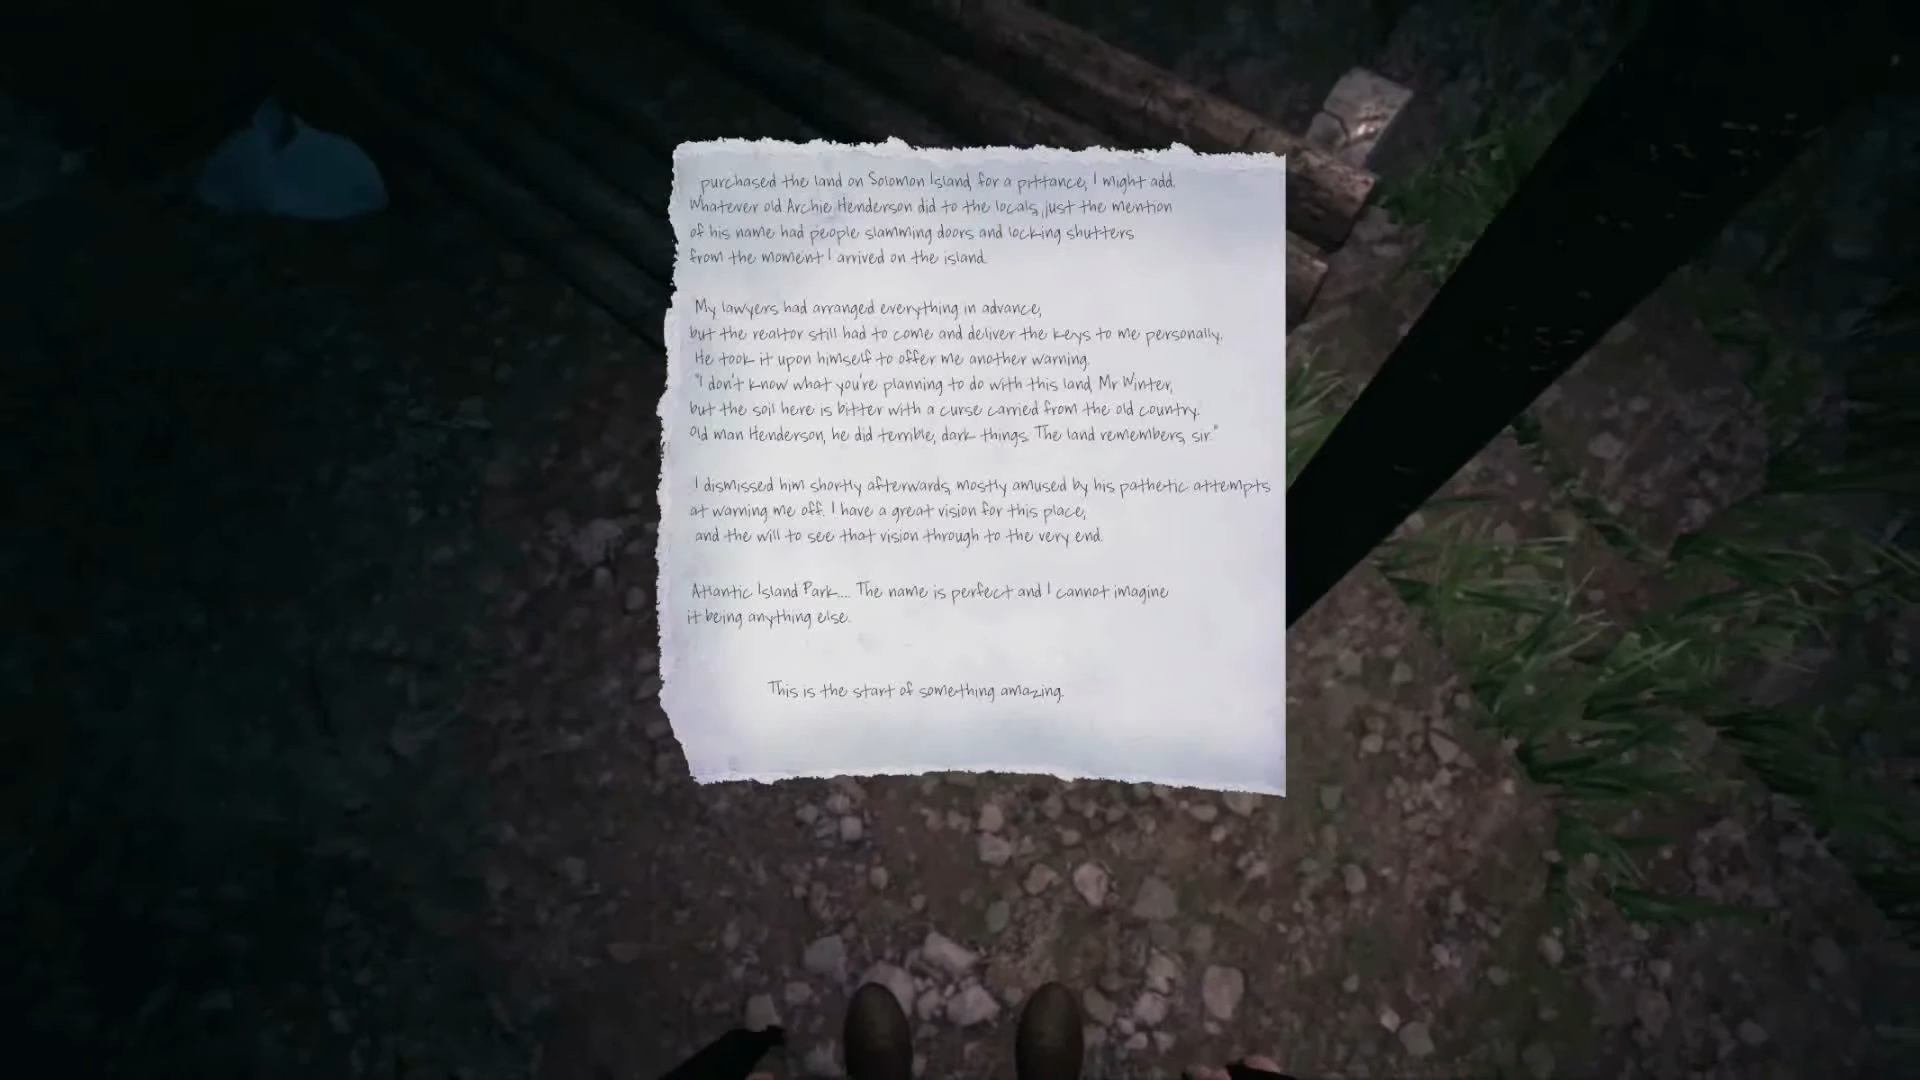 purchased the land on Solomon Island, for a pittance, I might add.
Whatever old Archie Henderson did to the locals, just the mention
of his name had people slamming doors and locking shutters
from the moment I arrived on the island.
My lawyers had arranged everything in advance,
but the realtor still had to come and deliver the keys to me personally.
He took it upon himself to offer me another warning.
"I don't know what you're planning to do with this land, Mr Winter,
but the soil here is bitter with a curse carried from the old country.
Old man Henderson, he did terrible, dark things. The land remembers, sir."
I dismissed him shortly afterwards, mostly amused by his pathetic attempts
at warning me off. I have a great vision for this place,
and the will to see that vision through to the very end.
Atlantic Island Park.... The name is perfect and I cannot imagine
it being anything else.
This is the start of something amazing.